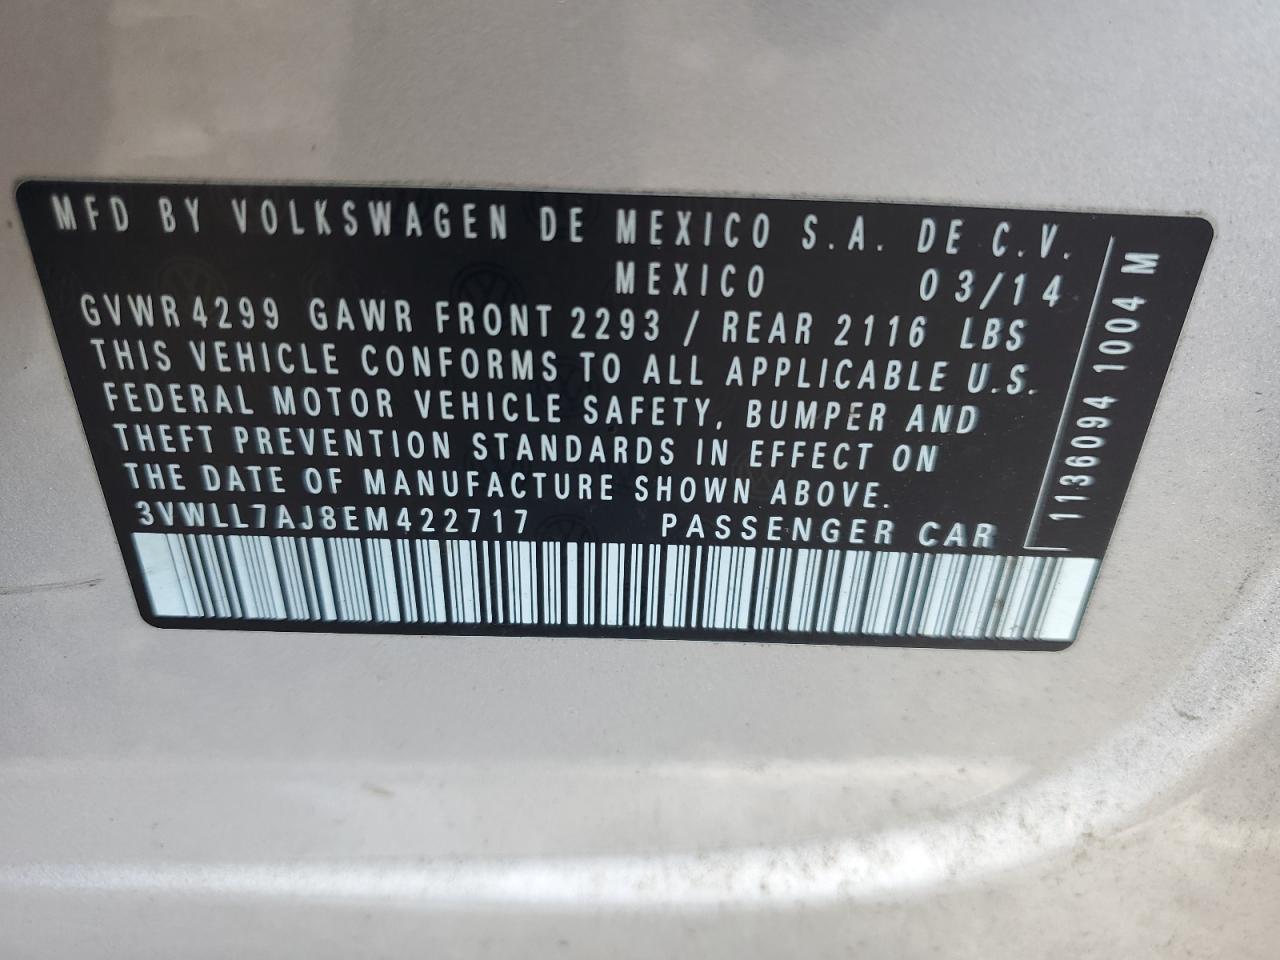 MFD BY VOLKSWAGEN DE MEXICO S.A. DE C.V.
MEXICO 03/14
GVWR 4299 GAWR FRONT 2293 / REAR 2116 LBS
THIS VEHICLE CONFORMS TO ALL APPLICABLE U.S.
FEDERAL MOTOR VEHICLE SAFETY, BUMPER AND
THEFT PREVENTION STANDARDS IN EFFECT ON
THE DATE OF MANUFACTURE SHOWN ABOVE.
3VWLL7AJ8EM422717 PASSENGER CAR
1136094 1004 M